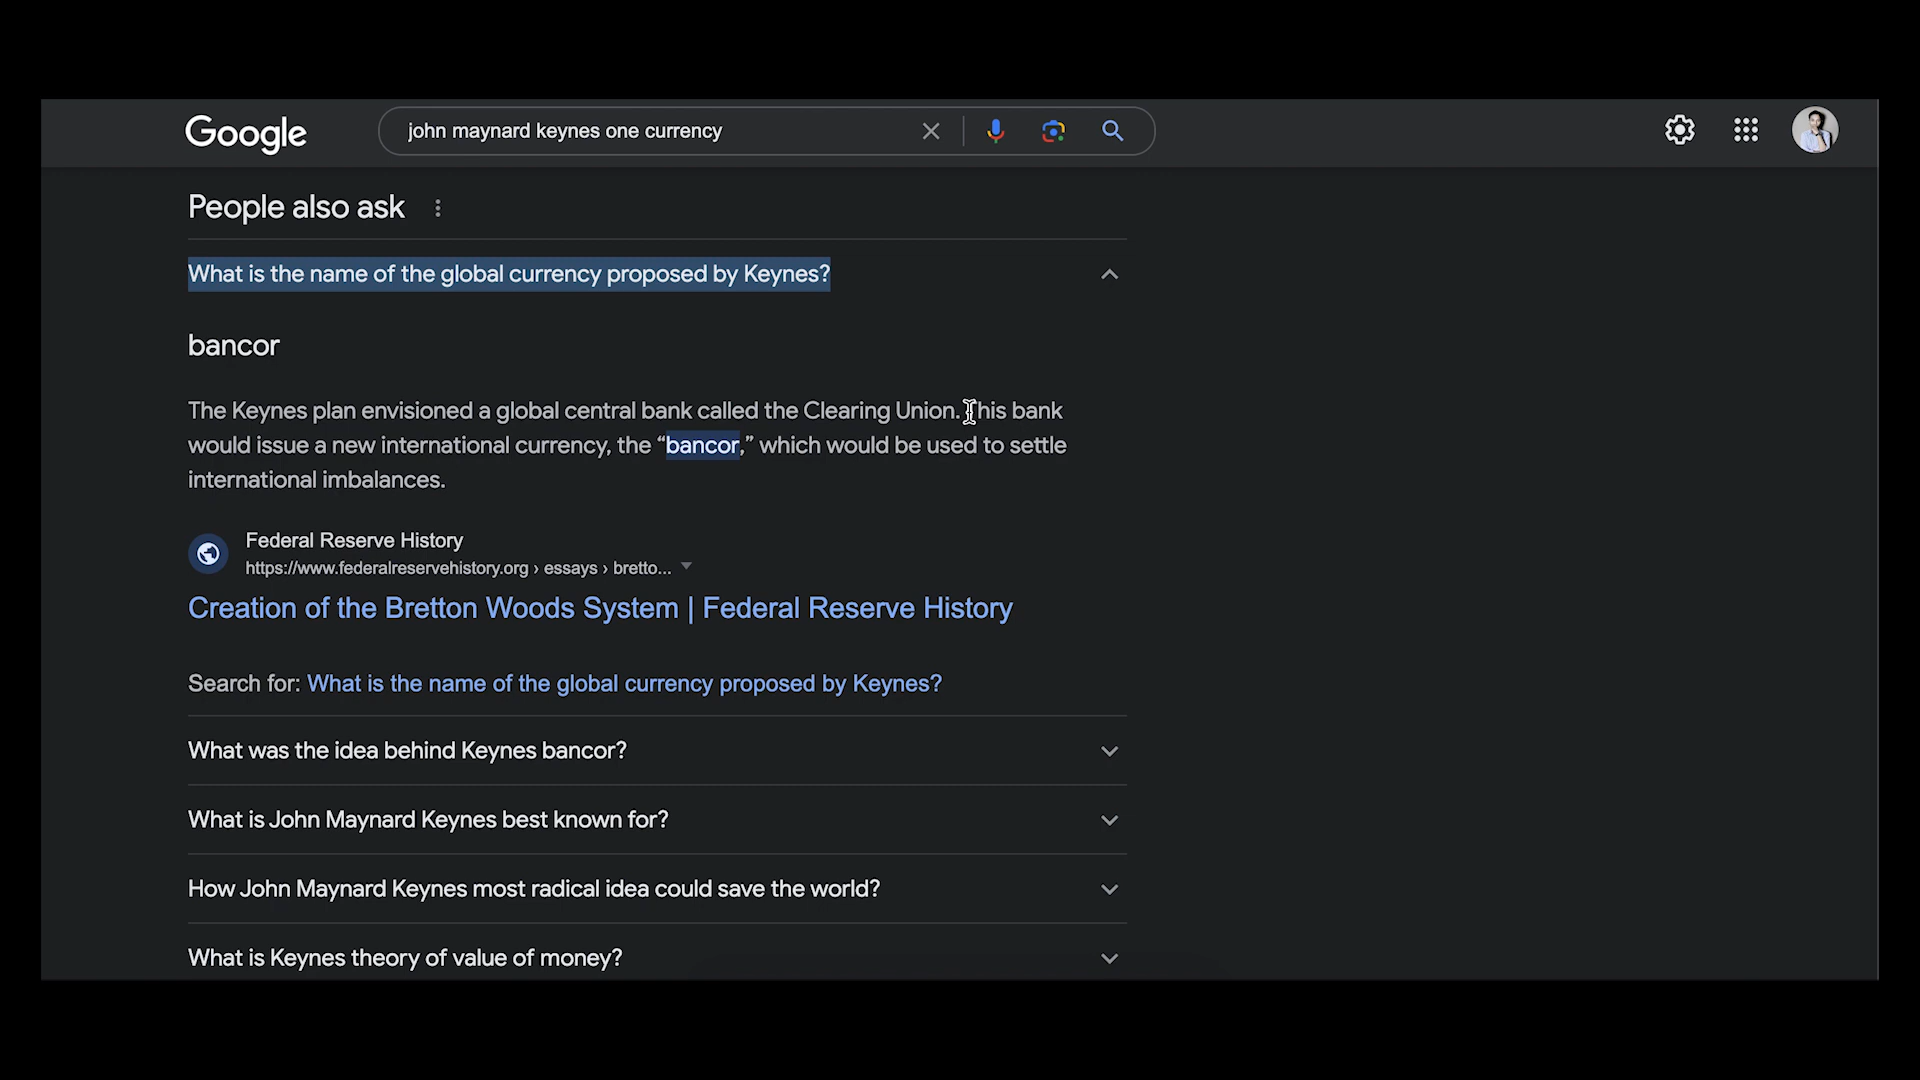 Google
john maynard keynes one currency
People also ask
What is the name of the global currency proposed by Keynes?
bancor
The Keynes plan envisioned a global central bank called the Clearing Union. This bank
would issue a new international currency, the “bancor,” which would be used to settle
international imbalances.
Federal Reserve History
https://www.federalreservehistory.org › essays › bretto...
Creation of the Bretton Woods System | Federal Reserve History
Search for: What is the name of the global currency proposed by Keynes?
What was the idea behind Keynes bancor?
What is John Maynard Keynes best known for?
How John Maynard Keynes most radical idea could save the world?
What is Keynes theory of value of money?